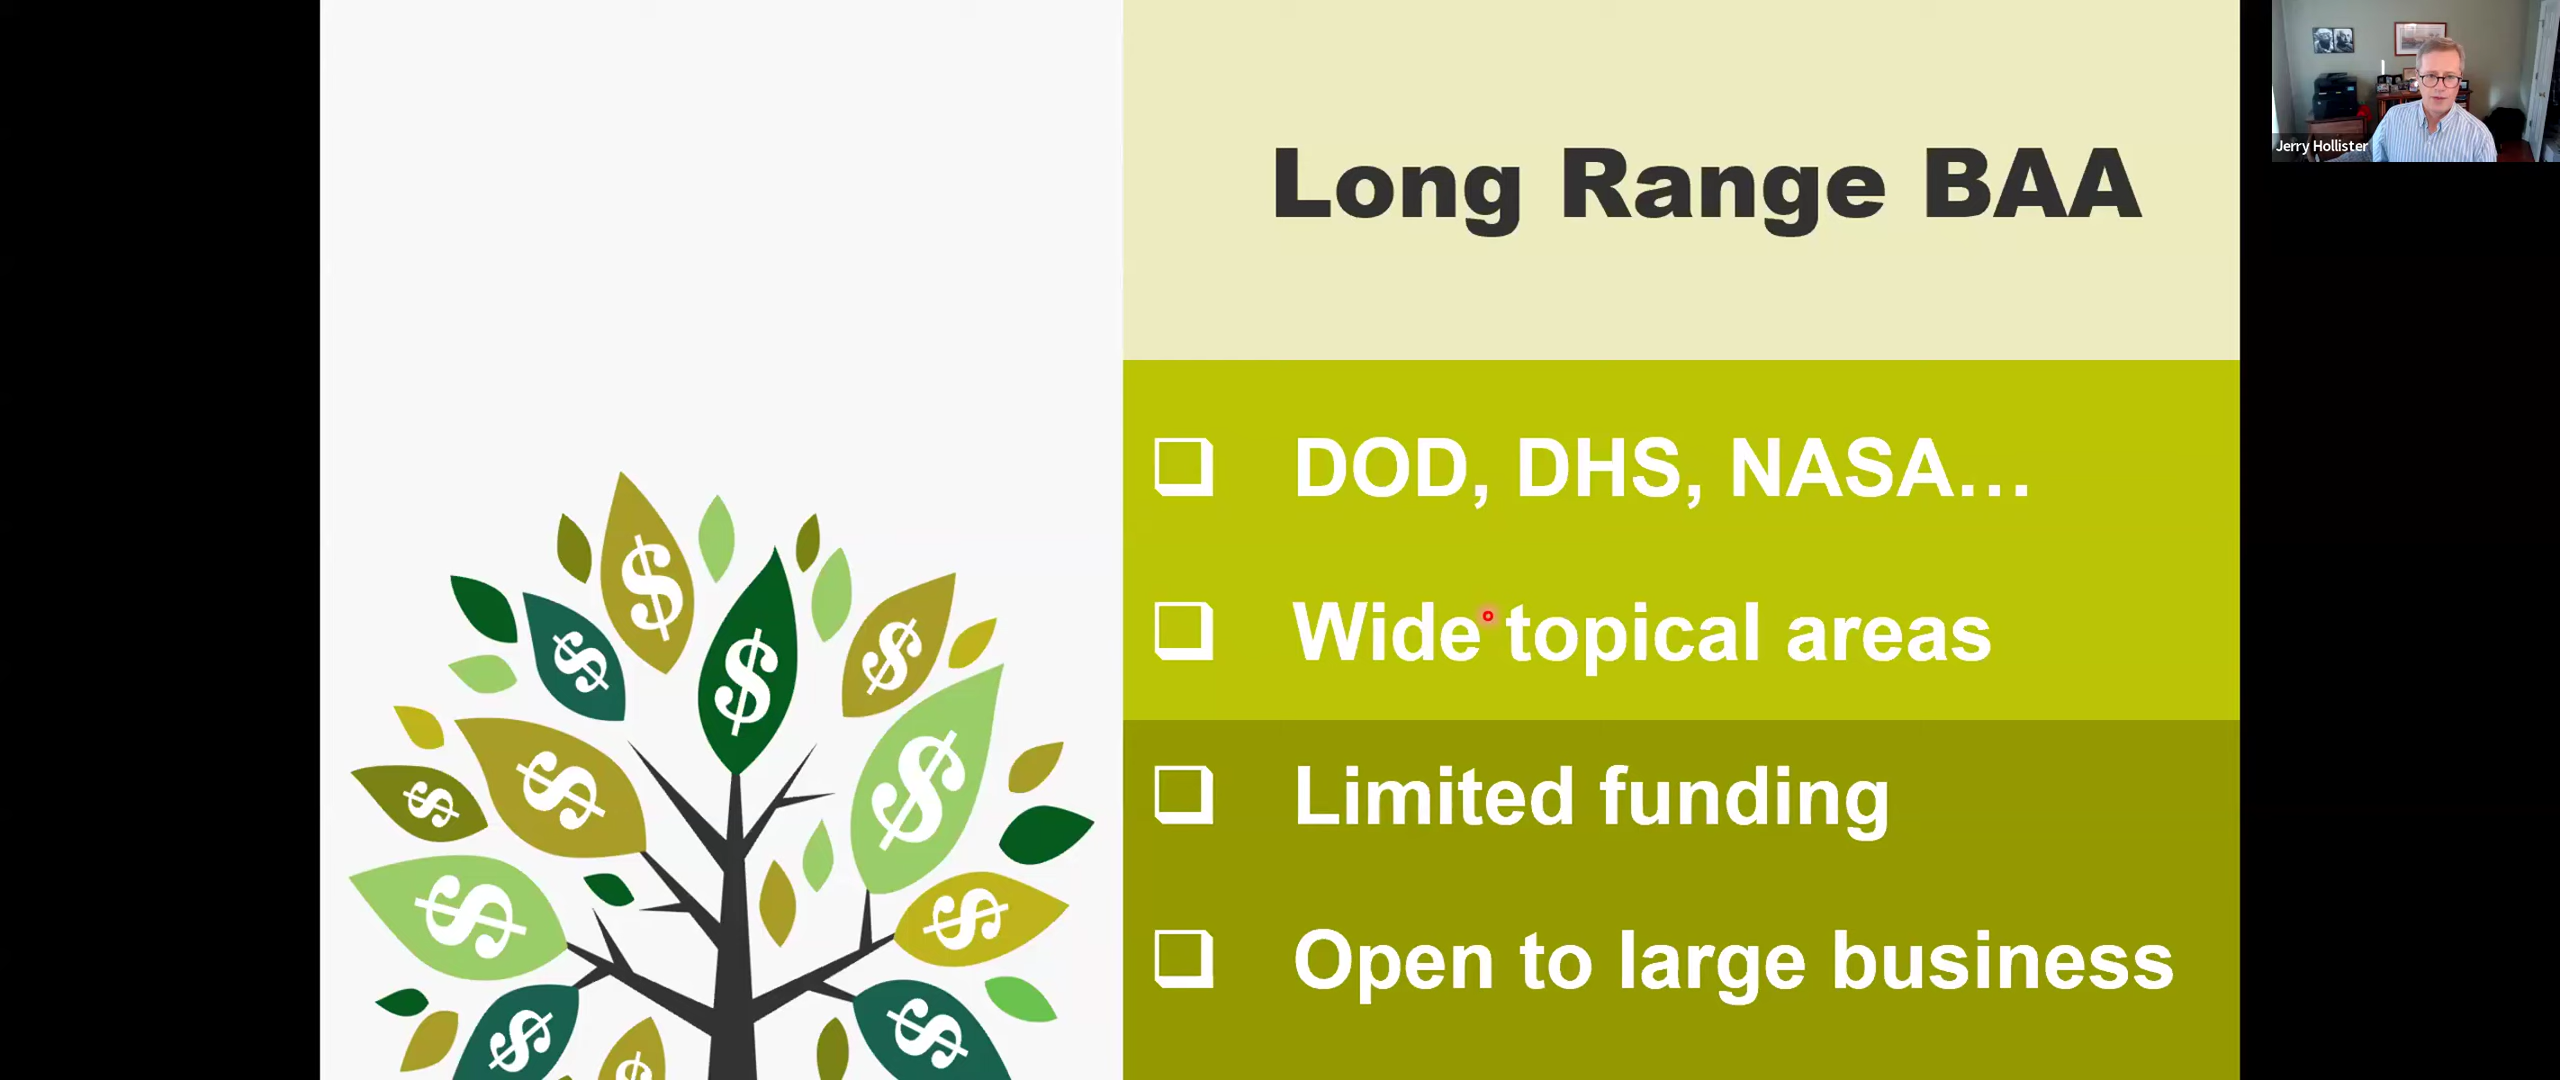 Long Range BAA
DOD, DHS, NASA…
Wide topical areas
Limited funding
Open to large business
$
$
$
$
$
$
$
$
$
$
$
$
Jerry Hollister